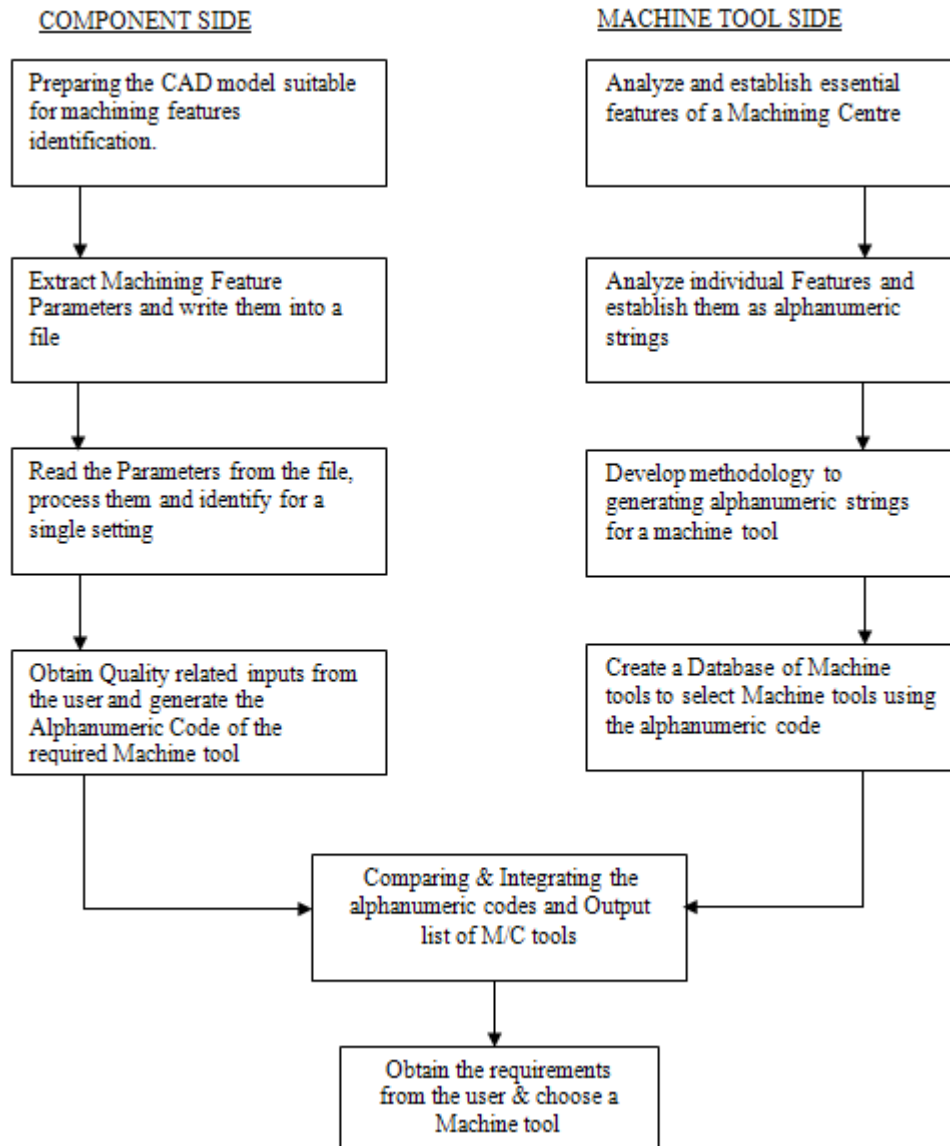 COMPONENT SIDE
Preparing the CAD model suitable
for machining features
identification.
Extract Machining Feature
Parameters and write them into a
file
Read the Parameters from the file,
process them and identify for a
single setting
Obtain Quality related inputs from
the user and generate the
Alphanumeric Code of the
required Machine tool
MACHINE TOOL SIDE
Analyze and establish essential
features of a Machining Centre
Analyze individual Features and
establish them as alphanumeric
strings
Develop methodology to
generating alphanumeric strings
for a machine tool
Create a Database of Machine
tools to select Machine tools using
the alphanumeric code
Comparing & Integrating the
alphanumeric codes and Output
list of M/C tools
Obtain the requirements
from the user & choose a
Machine tool